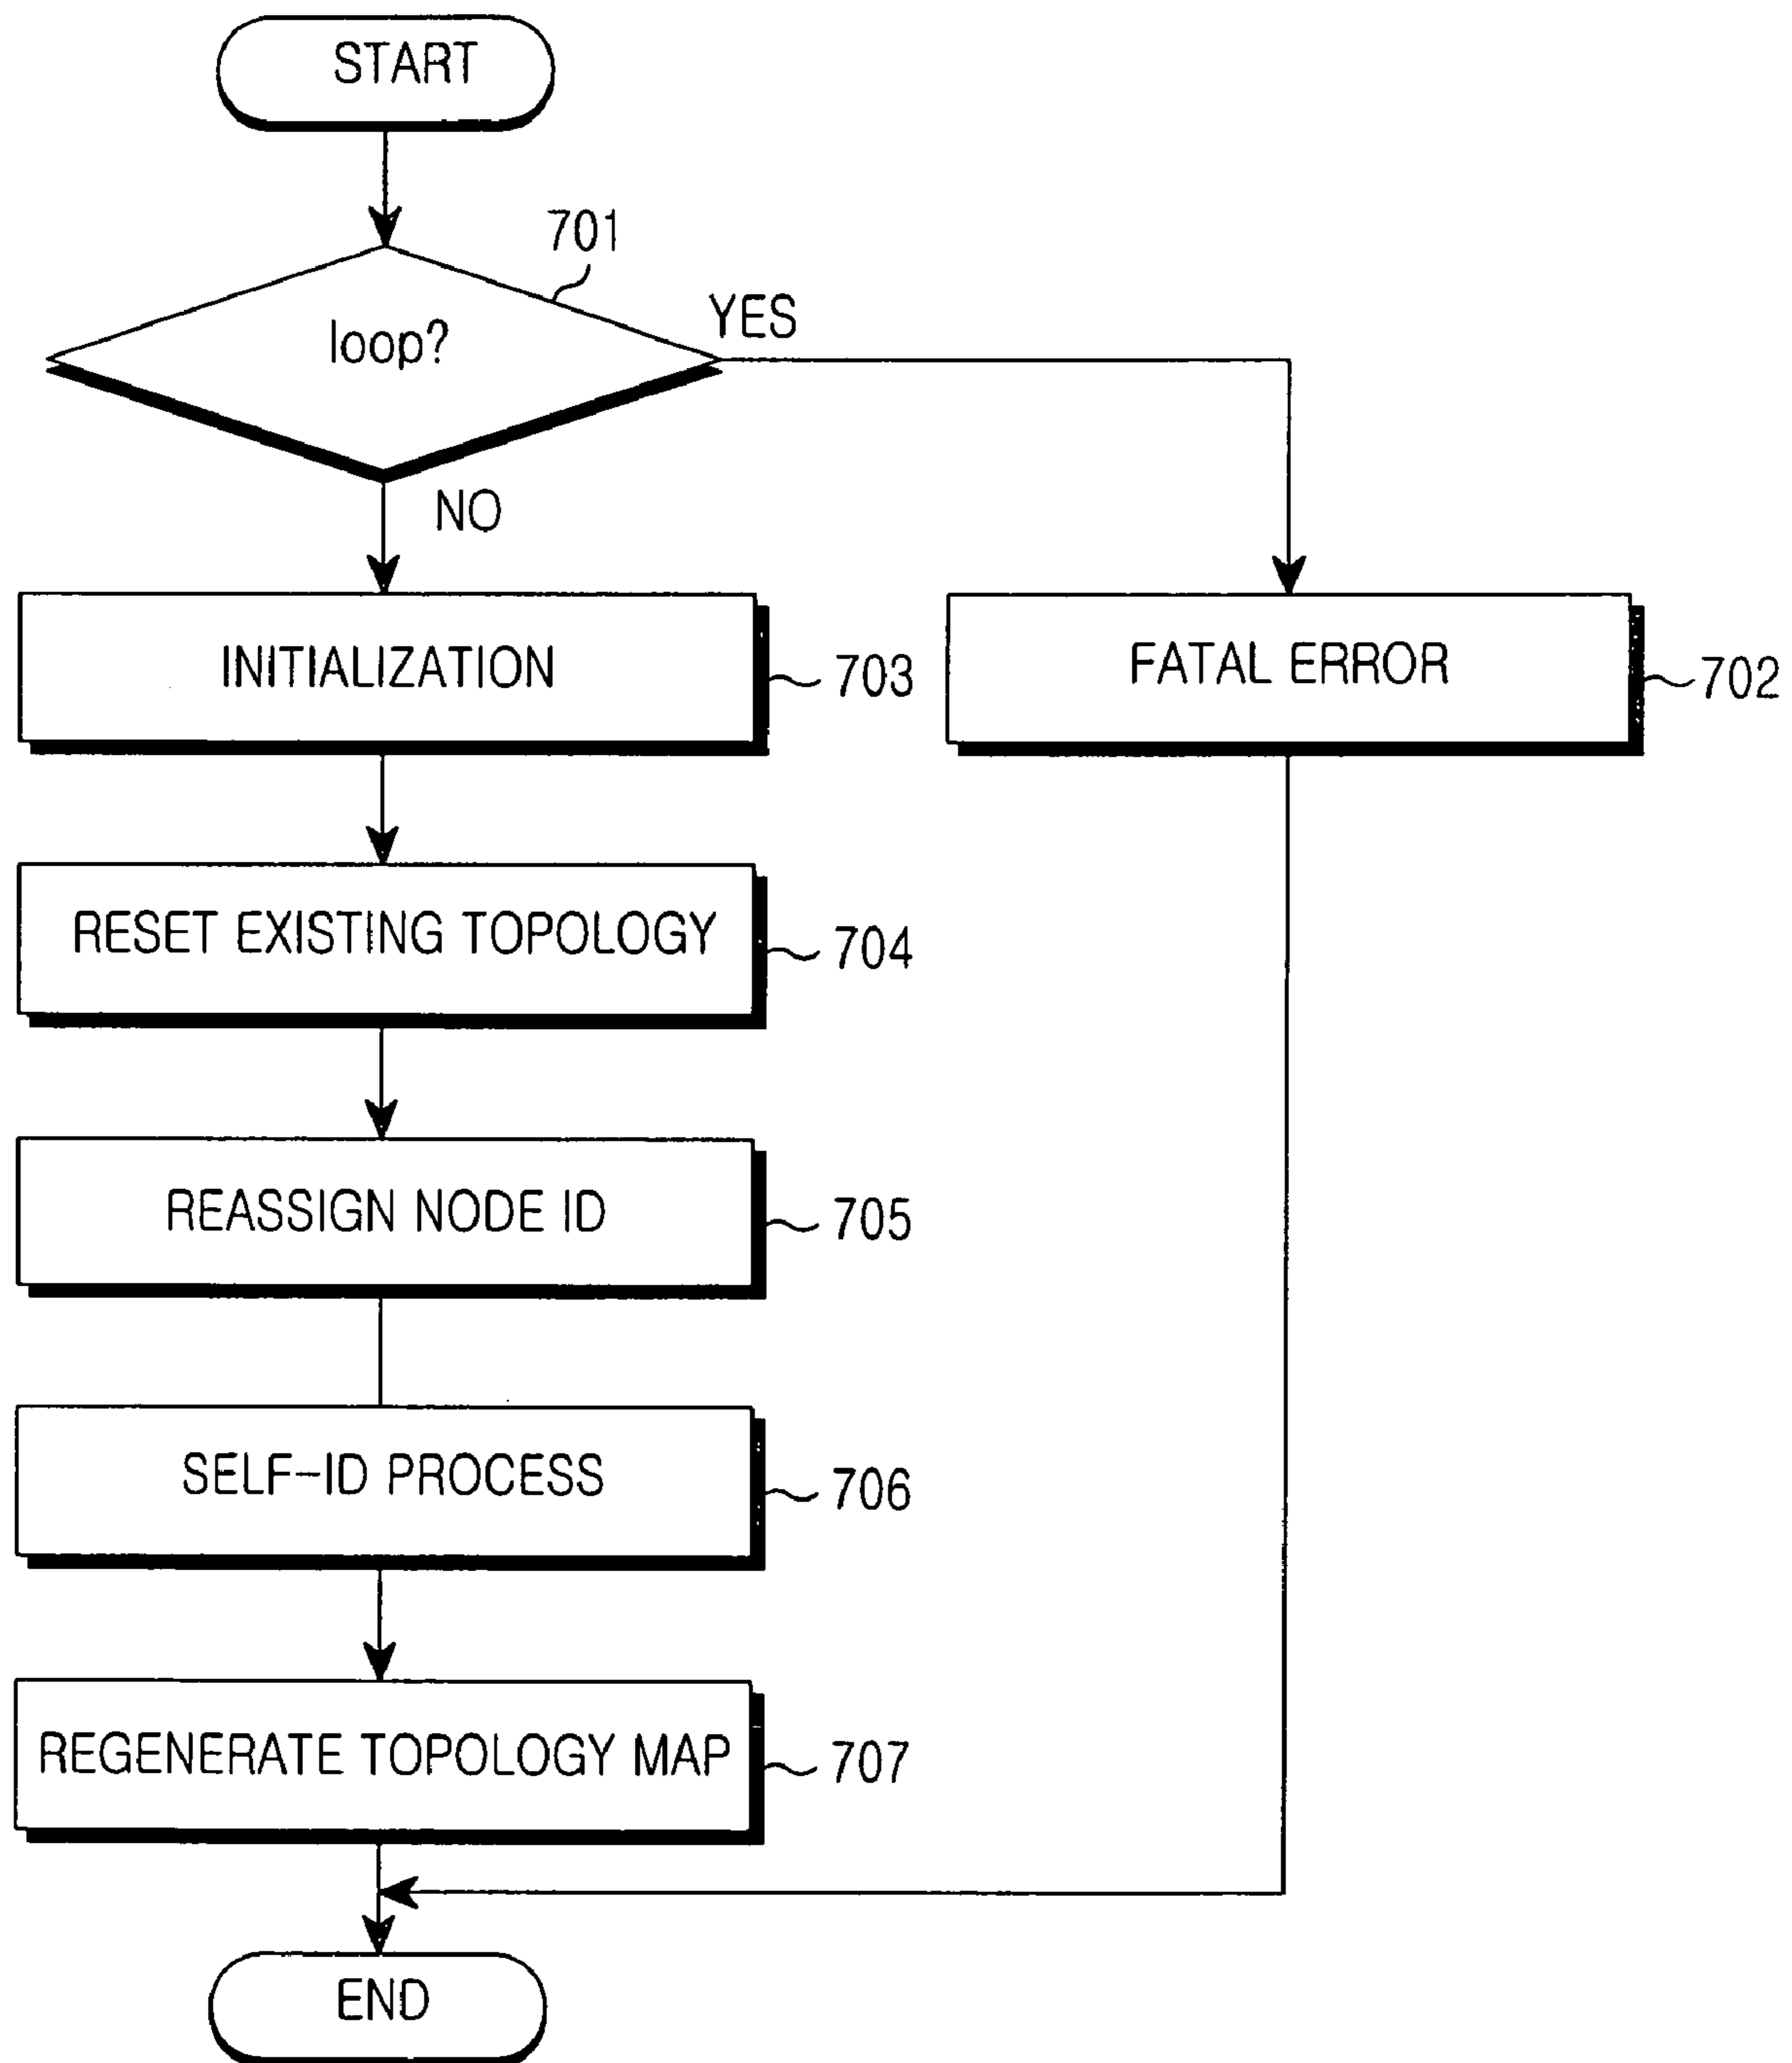 START
701
loop?
YES
NO
INITIALIZATION
703
FATAL ERROR
702
RESET EXISTING TOPOLOGY
704
REASSIGN NODE ID
705
SELF-ID PROCESS
706
REGENERATE TOPOLOGY MAP
707
END